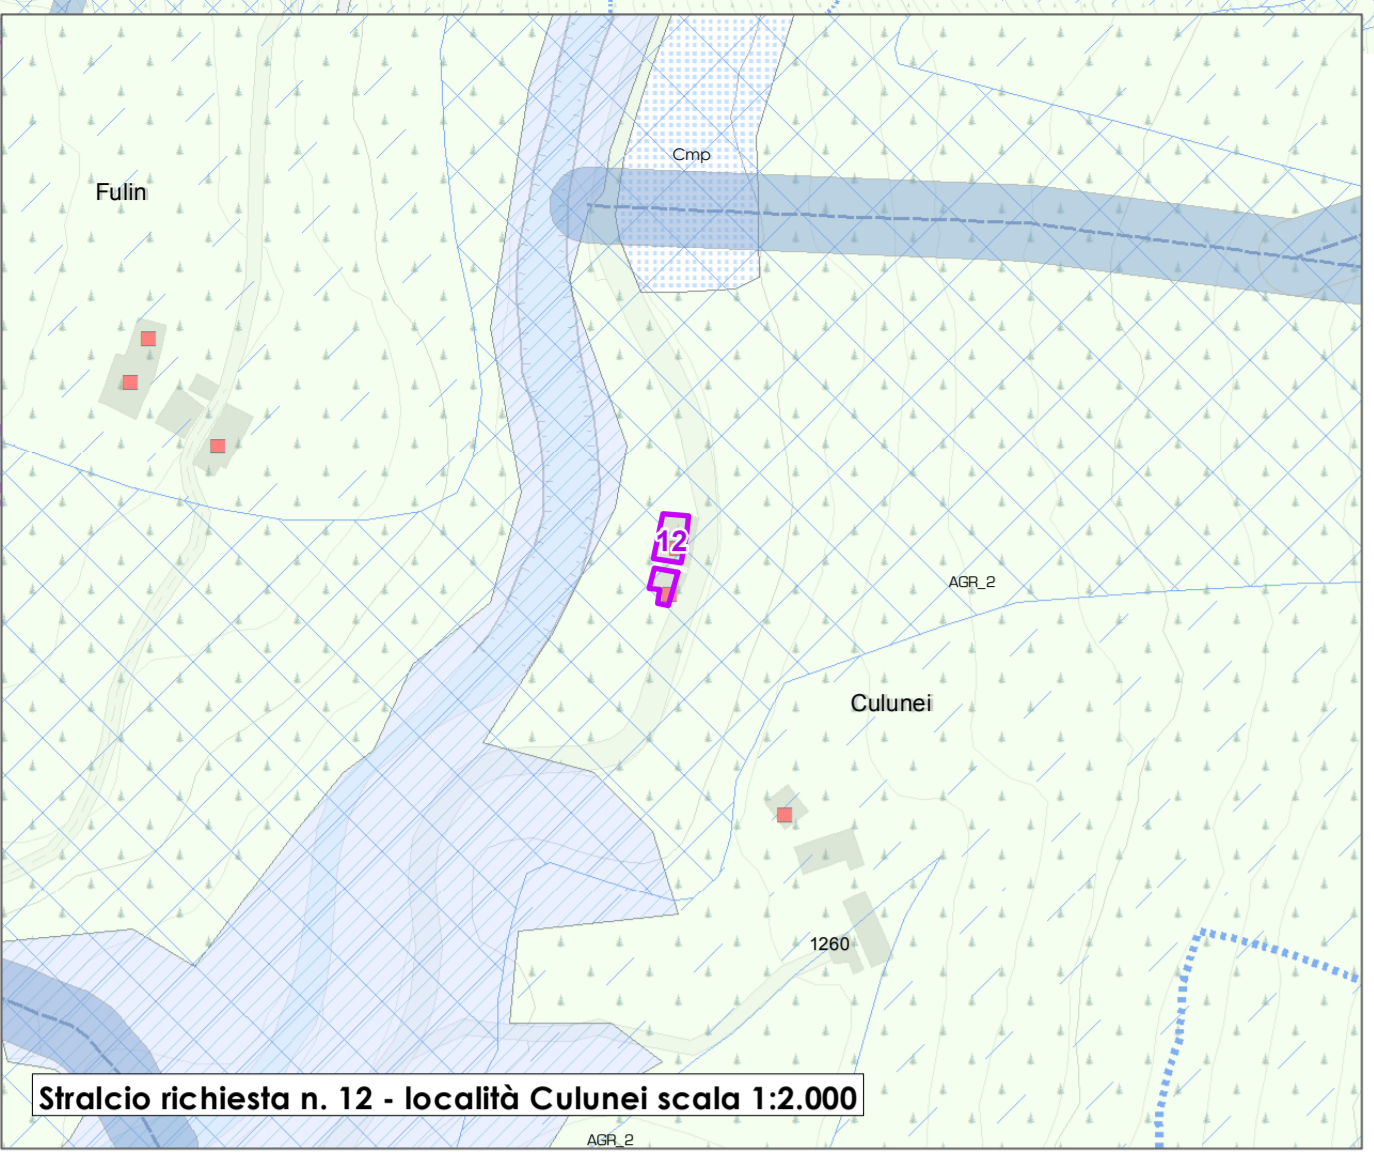 Cmp
Fulin
12
AGR_2
Culunei
1260
Stralcio richiesta n. 12 - località Culunei scala 1:2.000
AGR_2